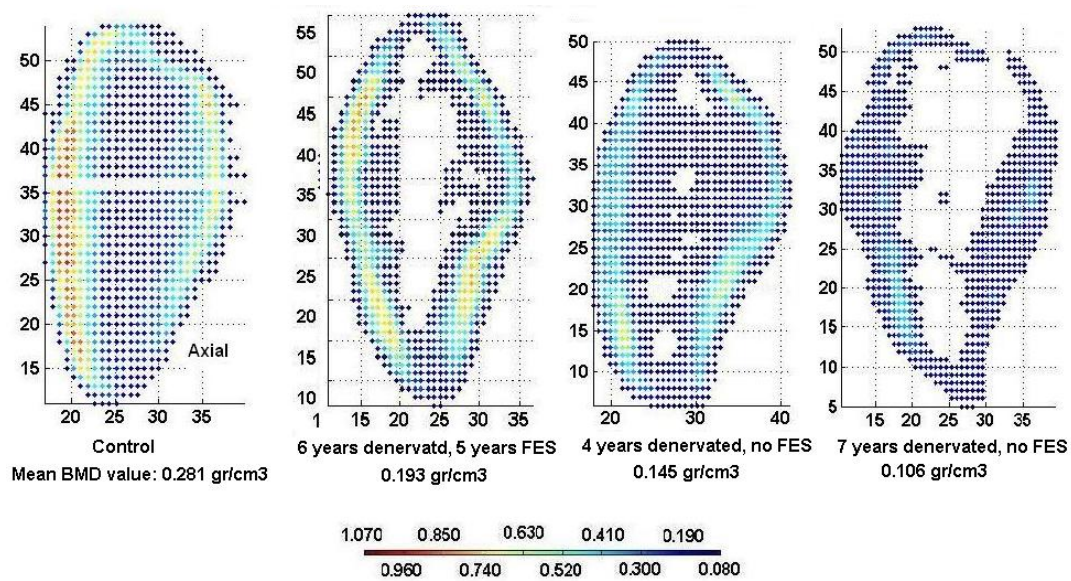 50
45
40
35
30
25
20
15
20 25 30 35
Axial
Control
Mean BMD value: 0.281 gr/cm3
55
50
45
40
35
30
25
20
15
10
1 15 20 25 30 35
6 years denervatd, 5 years FES
0.193 gr/cm3
50
45
40
35
30
25
20
15
10
20 30 40
4 years denervated, no FES
0.145 gr/cm3
50
45
40
35
30
25
20
15
10
5
15 20 25 30 35
7 years denervated, no FES
0.106 gr/cm3
1.070 0.850 0.630 0.410 0.190
0.960 0.740 0.520 0.300 0.080